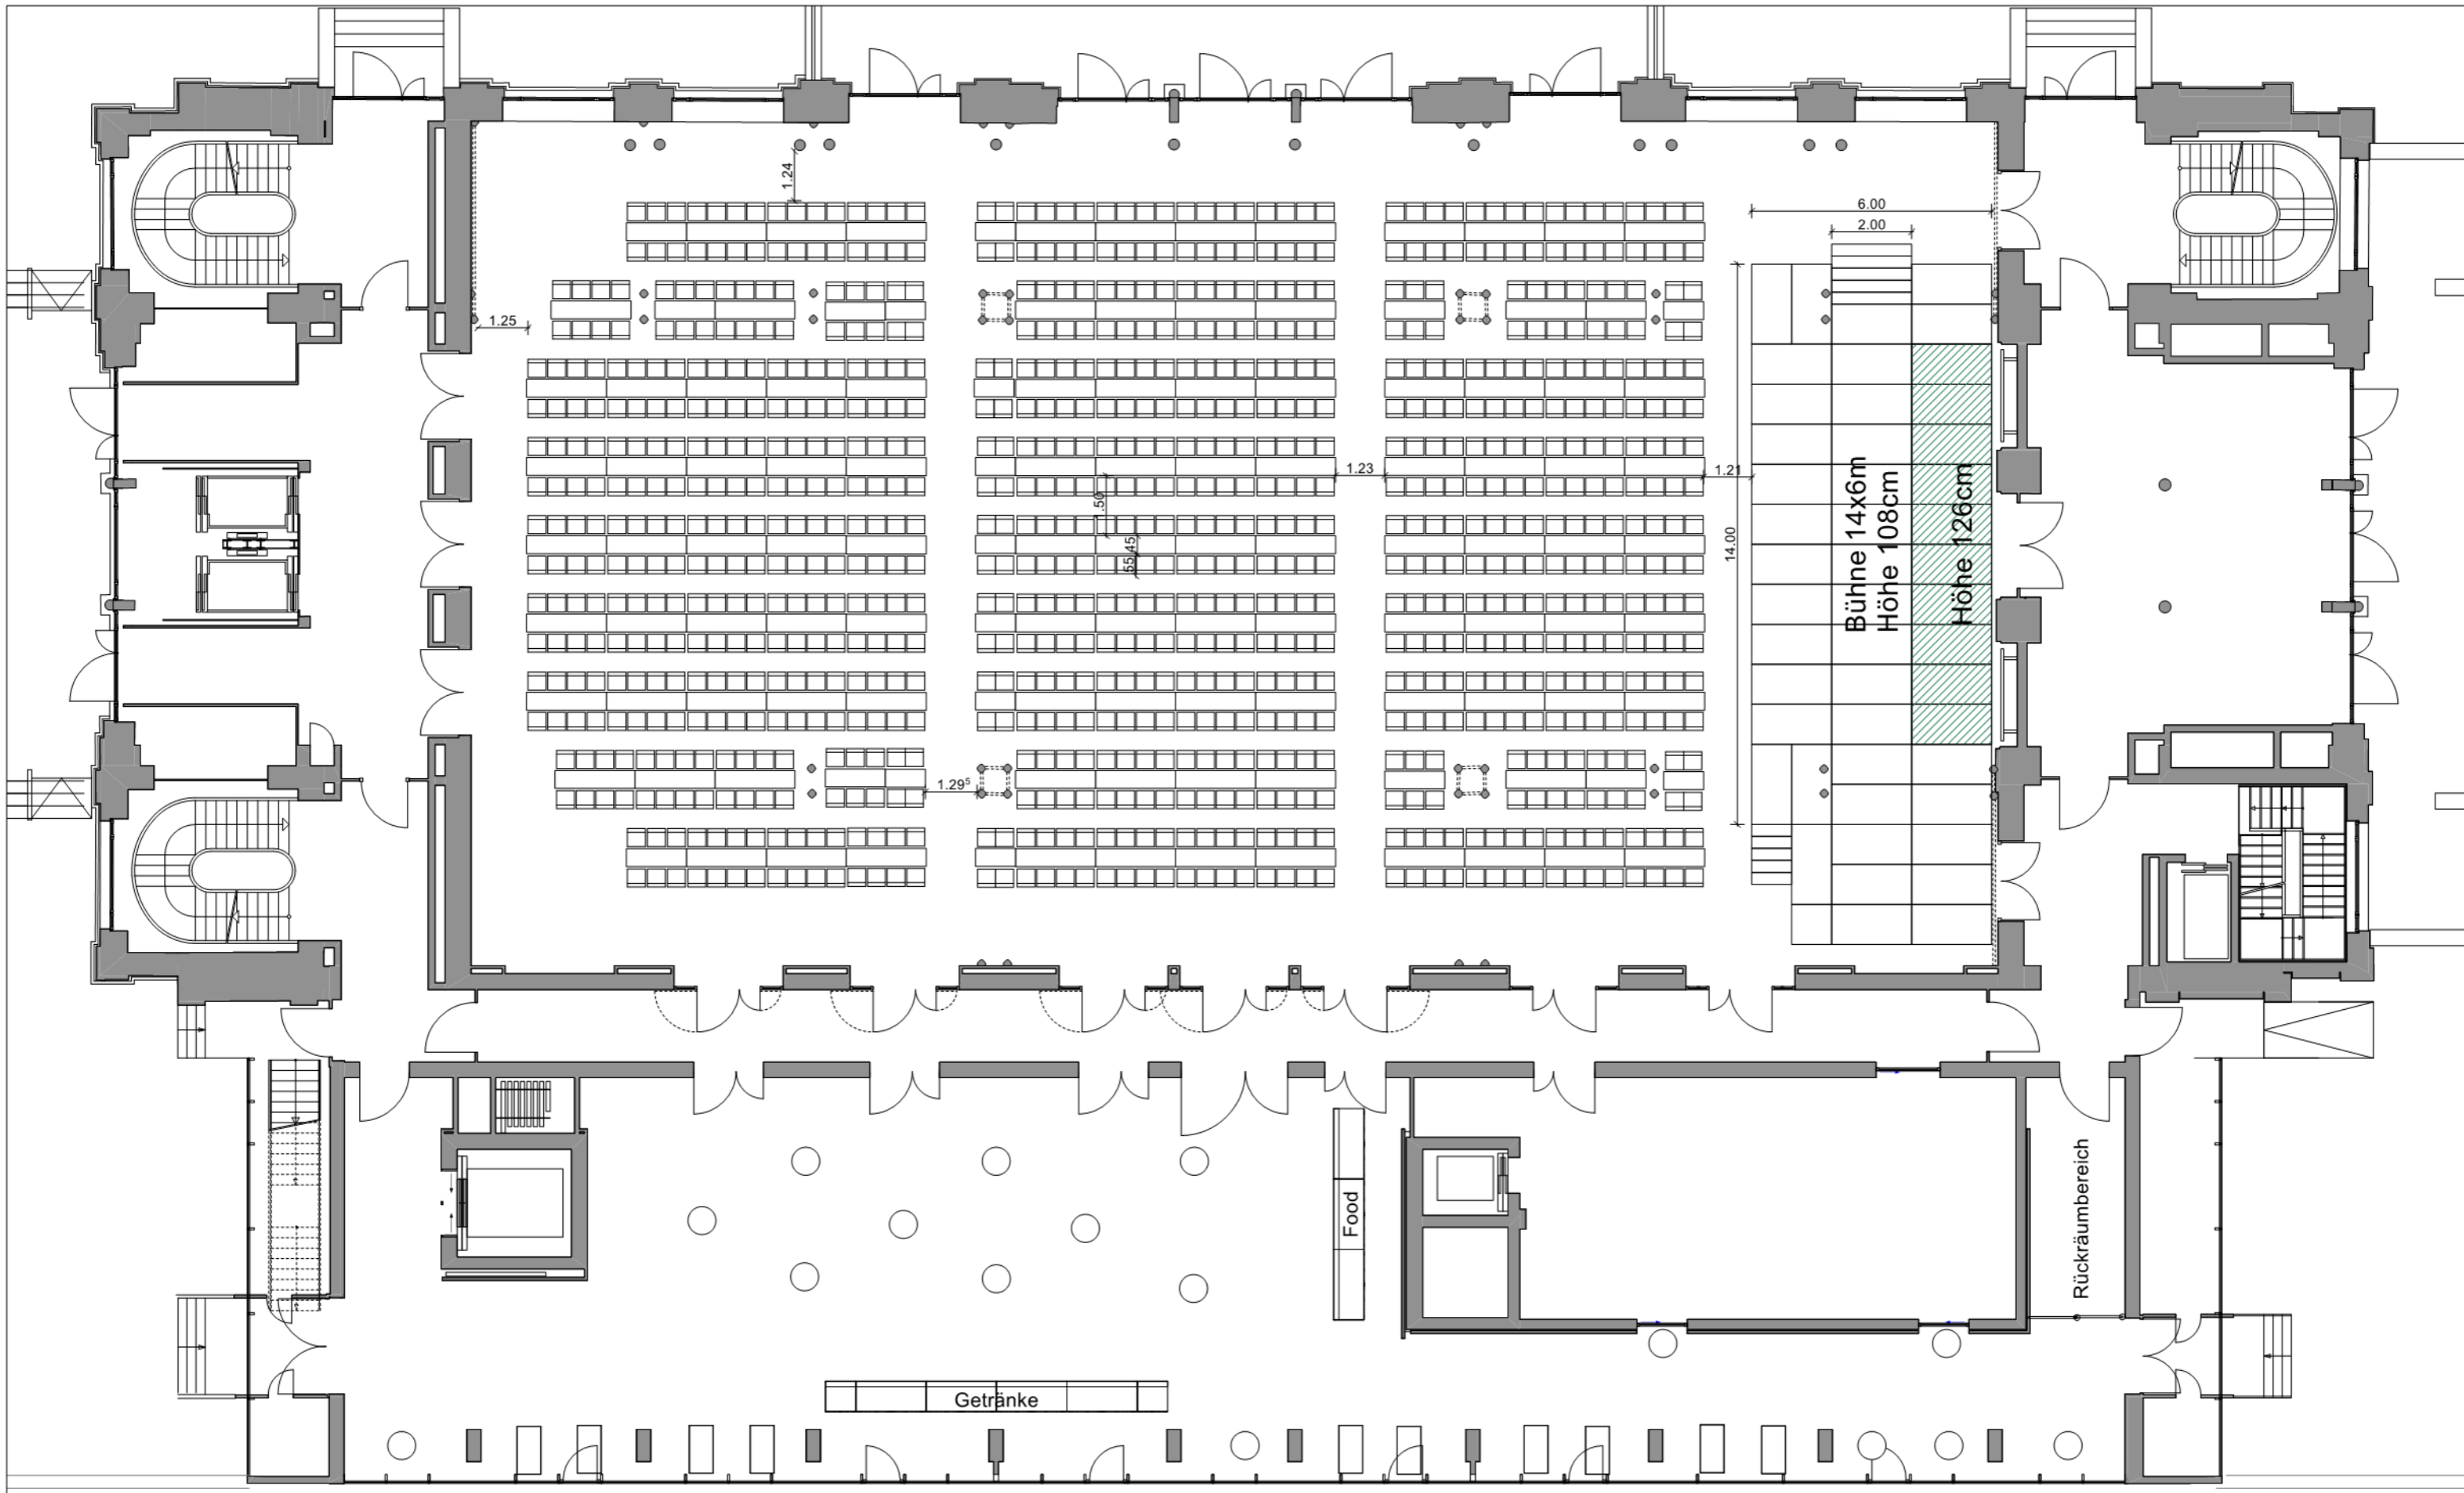 1.24
6.00
2.00
1.25
1.23
1.21
.50
55
45
14.00
Bühne 14x6m
Höhe 108cm
Höhe 126cm
1.29⁵
Food
Rückräumbereich
Getränke